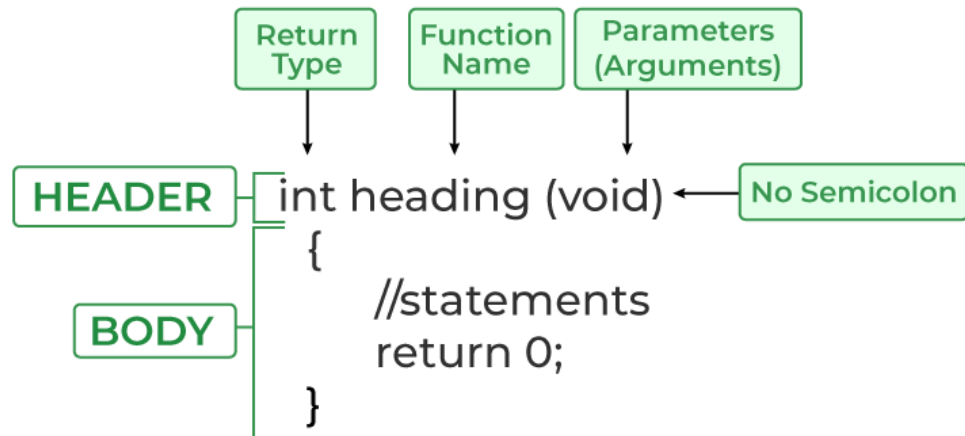 Return
Type
Function
Name
Parameters
(Arguments)
HEADER
int heading (void)
No Semicolon
{
BODY
//statements
return 0;
}